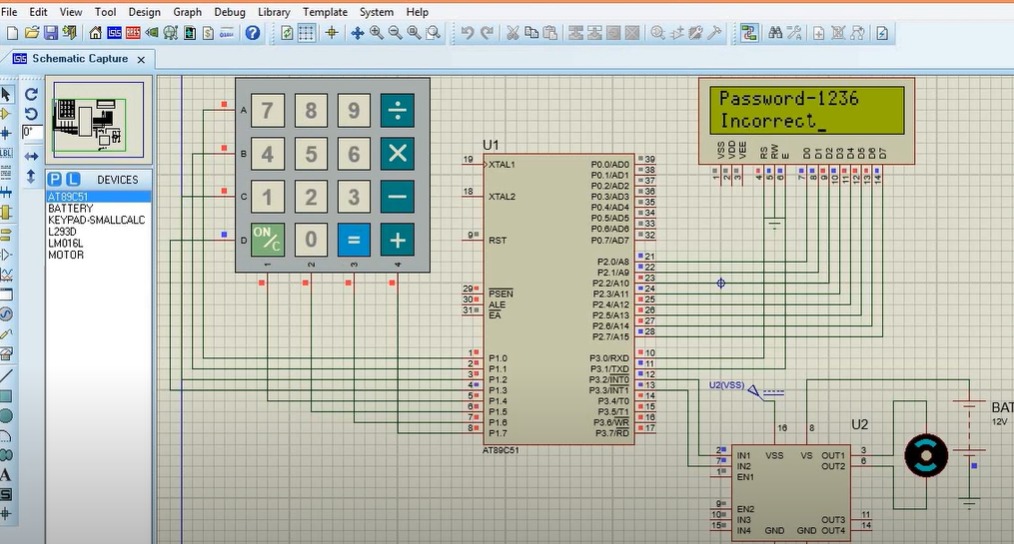 File Edit View Tool Design Graph Debug Library Template System Help
Schematic Capture
0°
LBL
P L DEVICES
AT89C51
BATTERY
KEYPAD-SMALLCALC
L293D
LM016L
MOTOR
A
S
7 8 9 ÷
4 5 6 ×
1 2 3 −
ON/C 0 = +
A
B
C
D
1 2 3 4
Password-1236
Incorrect_
VSS VDD VEE RS RW E D0 D1 D2 D3 D4 D5 D6 D7
1 2 3 4 5 6 7 8 9 10 11 12 13 14
U1
19 XTAL1
18 XTAL2
9 RST
29 PSEN
30 ALE
31 EA
1 P1.0
2 P1.1
3 P1.2
4 P1.3
5 P1.4
6 P1.5
7 P1.6
8 P1.7
P0.0/AD0 39
P0.1/AD1 38
P0.2/AD2 37
P0.3/AD3 36
P0.4/AD4 35
P0.5/AD5 34
P0.6/AD6 33
P0.7/AD7 32
P2.0/A8 21
P2.1/A9 22
P2.2/A10 23
P2.3/A11 24
P2.4/A12 25
P2.5/A13 26
P2.6/A14 27
P2.7/A15 28
P3.0/RXD 10
P3.1/TXD 11
P3.2/INT0 12
P3.3/INT1 13
P3.4/T0 14
P3.5/T1 15
P3.6/WR 16
P3.7/RD 17
AT89C51
U2(VSS)
16 8
U2
2 IN1 VSS VS OUT1 3
7 IN2 OUT2 6
1 EN1
9 EN2
10 IN3 OUT3 11
15 IN4 GND GND OUT4 14
BAT
12V